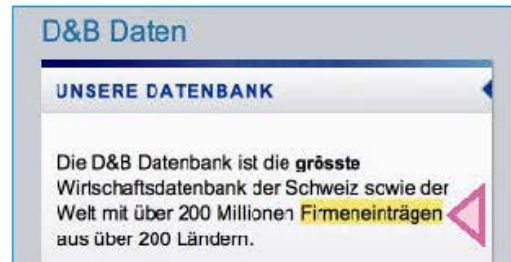 D&B Daten
UNSERE DATENBANK
Die D&B Datenbank ist die grösste
Wirtschaftsdatenbank der Schweiz sowie der
Welt mit über 200 Millionen Firmeneinträgen
aus über 200 Ländern.